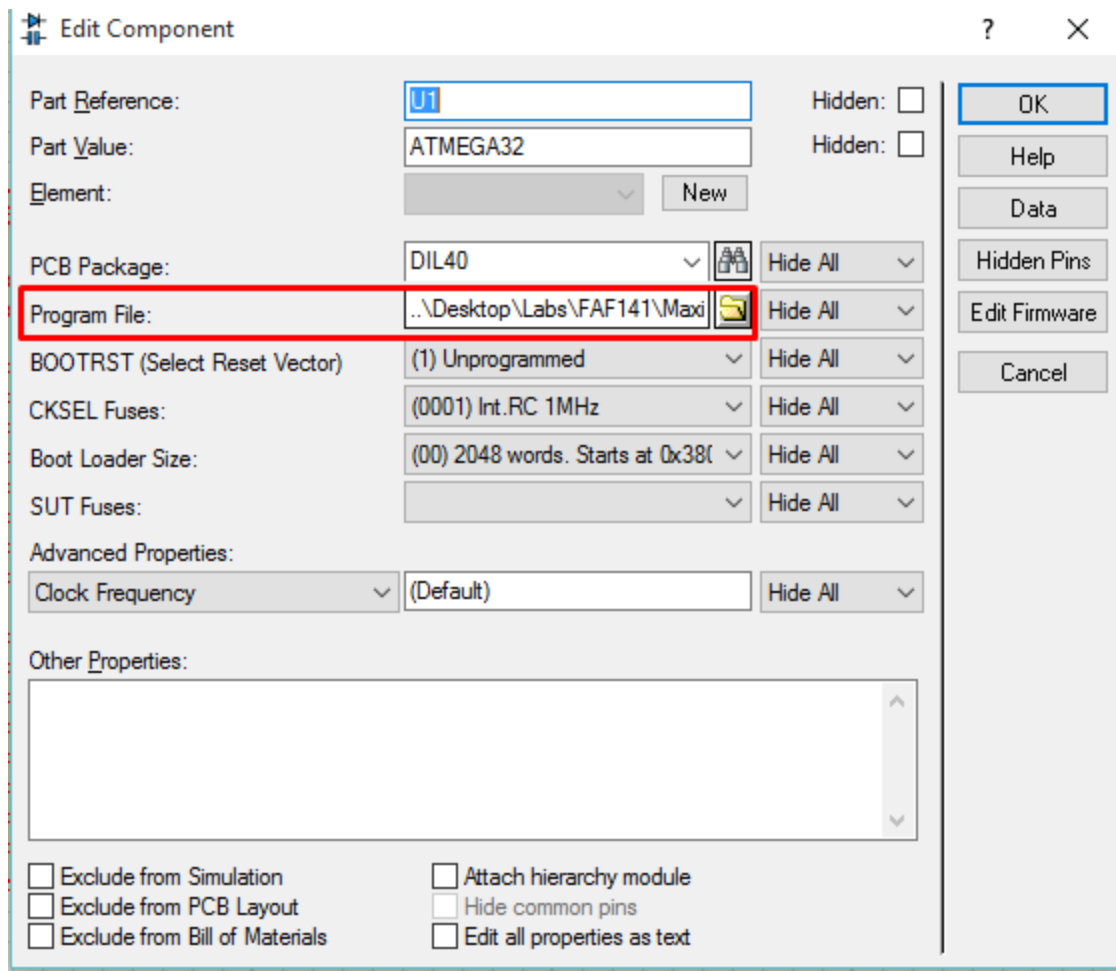 Edit Component ?
Part Reference: U1 Hidden: OK
Part Value: ATMEGA32 Hidden: Help
Element: New Data
PCB Package: DIL40 Hide All Hidden Pins
Program File: ..\Desktop\Labs\FAF141\Maxi Hide All Edit Firmware
BOOTRST (Select Reset Vector) (1) Unprogrammed Hide All Cancel
CKSEL Fuses: (0001) Int.RC 1MHz Hide All
Boot Loader Size: (00) 2048 words. Starts at 0x380 Hide All
SUT Fuses: Hide All
Advanced Properties:
Clock Frequency (Default) Hide All
Other Properties:
Exclude from Simulation Attach hierarchy module
Exclude from PCB Layout Hide common pins
Exclude from Bill of Materials Edit all properties as text